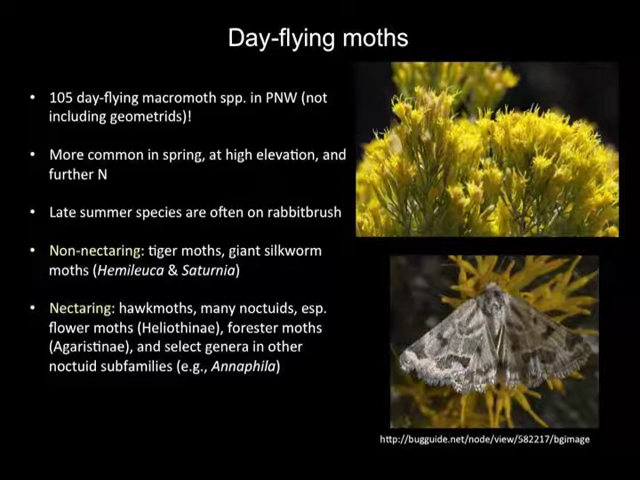 Day-flying moths
• 105 day-flying macromoth spp. in PNW (not
including geometrids)!
• More common in spring, at high elevation, and
further N
• Late summer species are often on rabbitbrush
• Non-nectaring: tiger moths, giant silkworm
moths (Hemileuca & Saturnia)
• Nectaring: hawkmoths, many noctuids, esp.
flower moths (Heliothinae), forester moths
(Agaristinae), and select genera in other
noctuid subfamilies (e.g., Annaphila)
http://bugguide.net/node/view/582217/bgimage